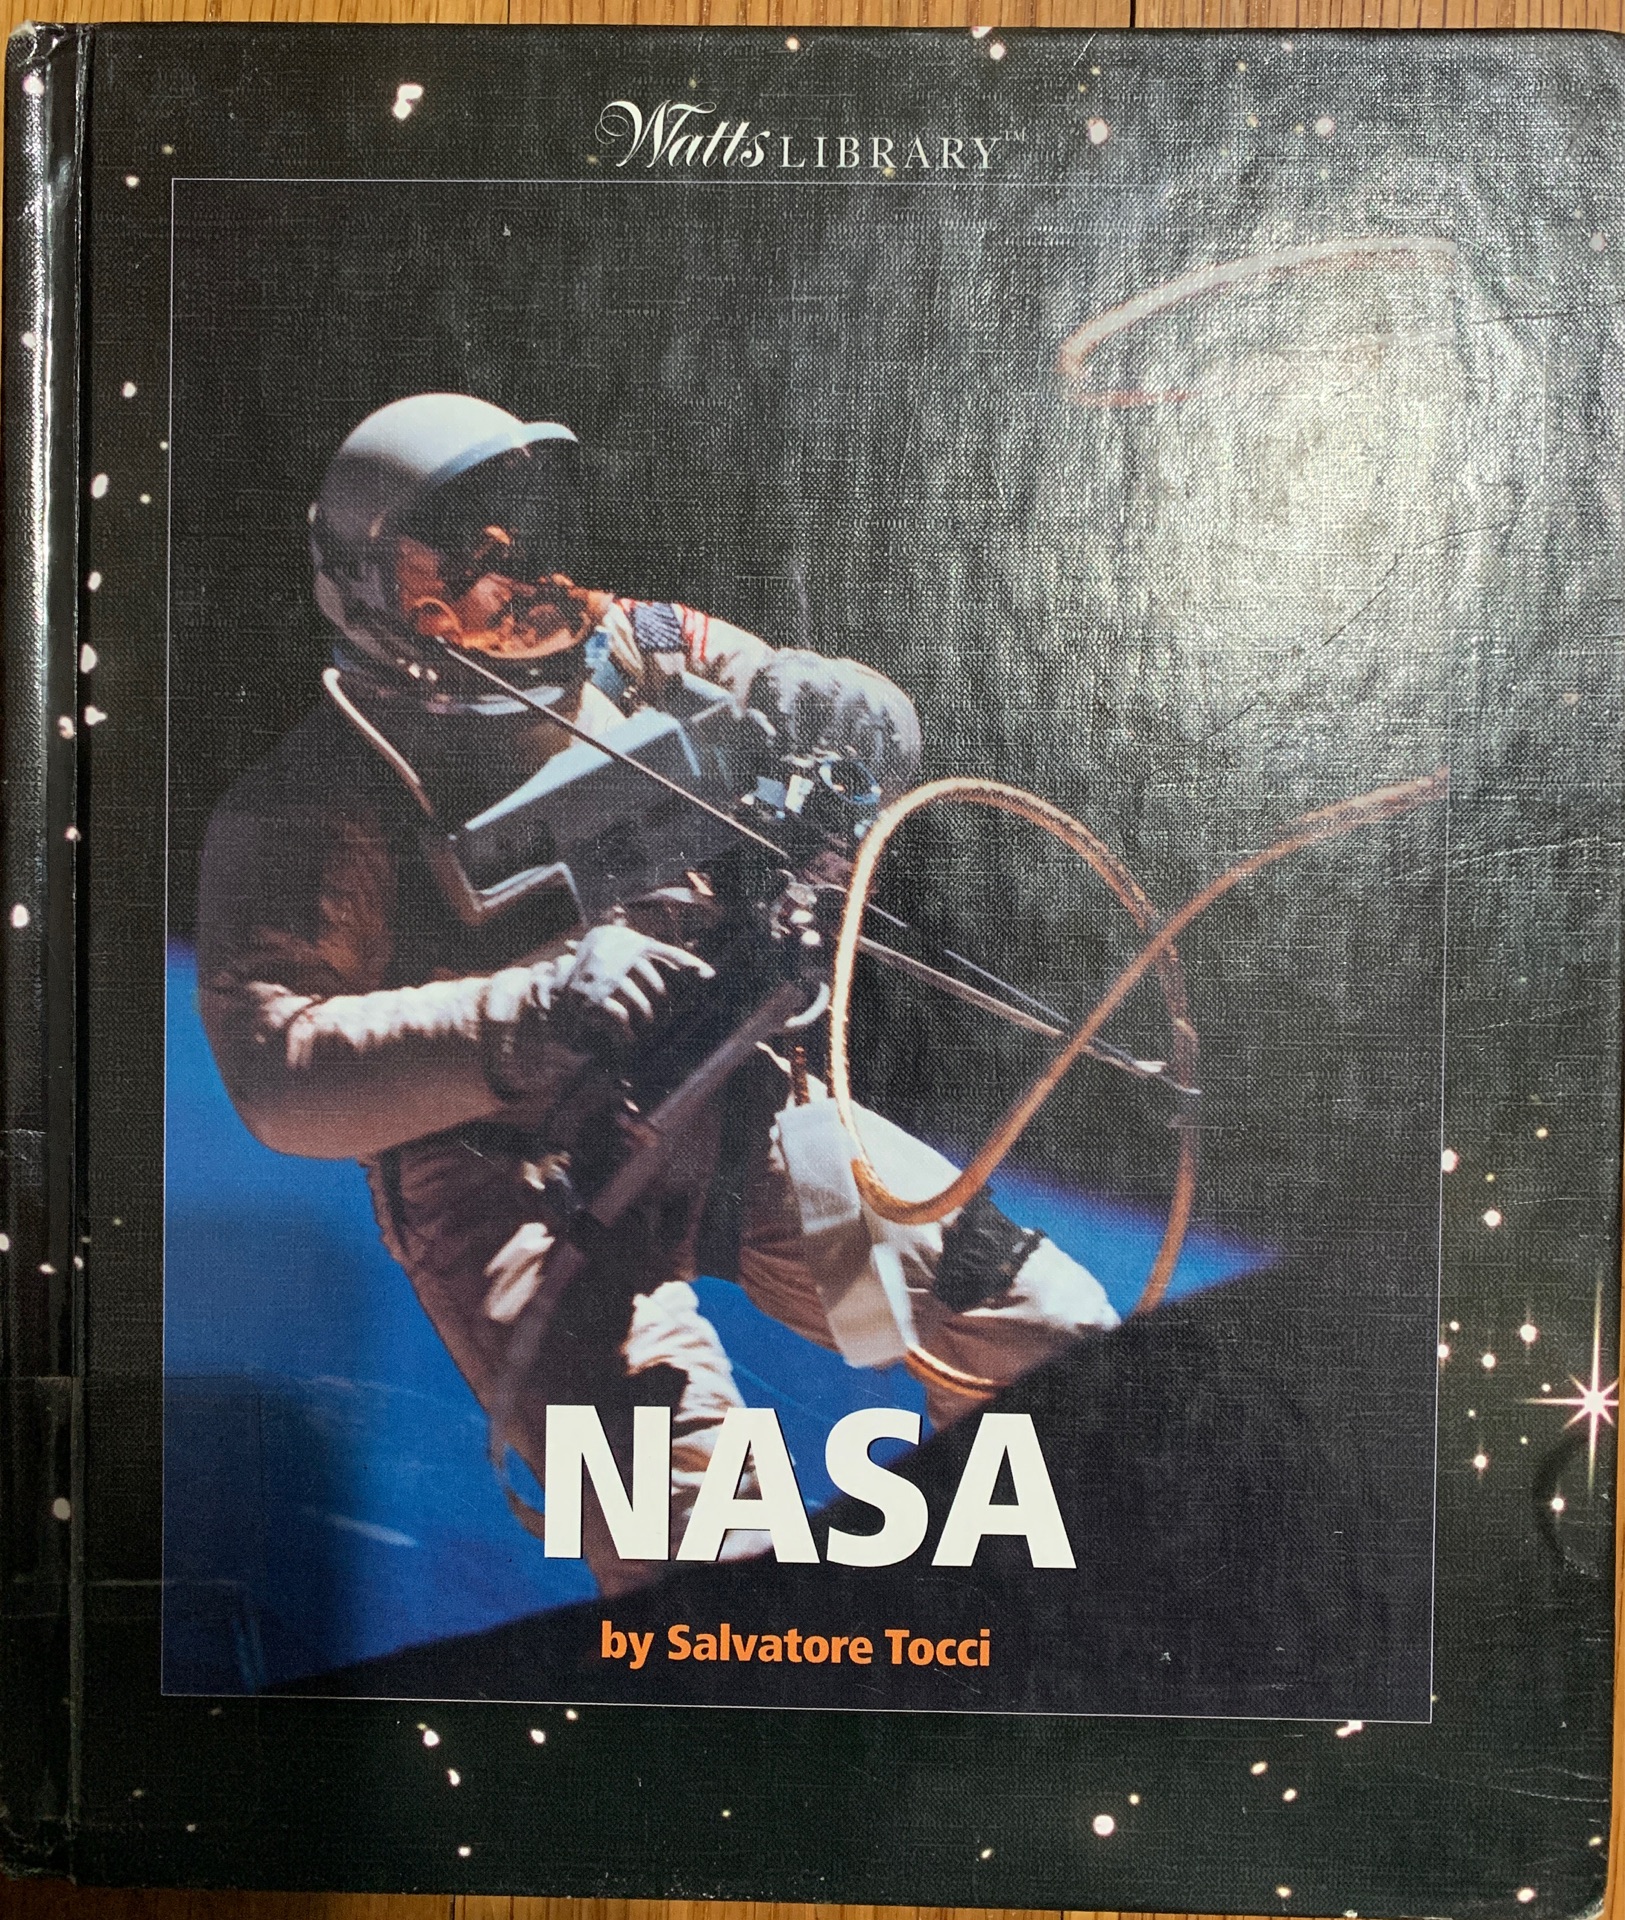 Watts LIBRARY™
NASA
by Salvatore Tocci